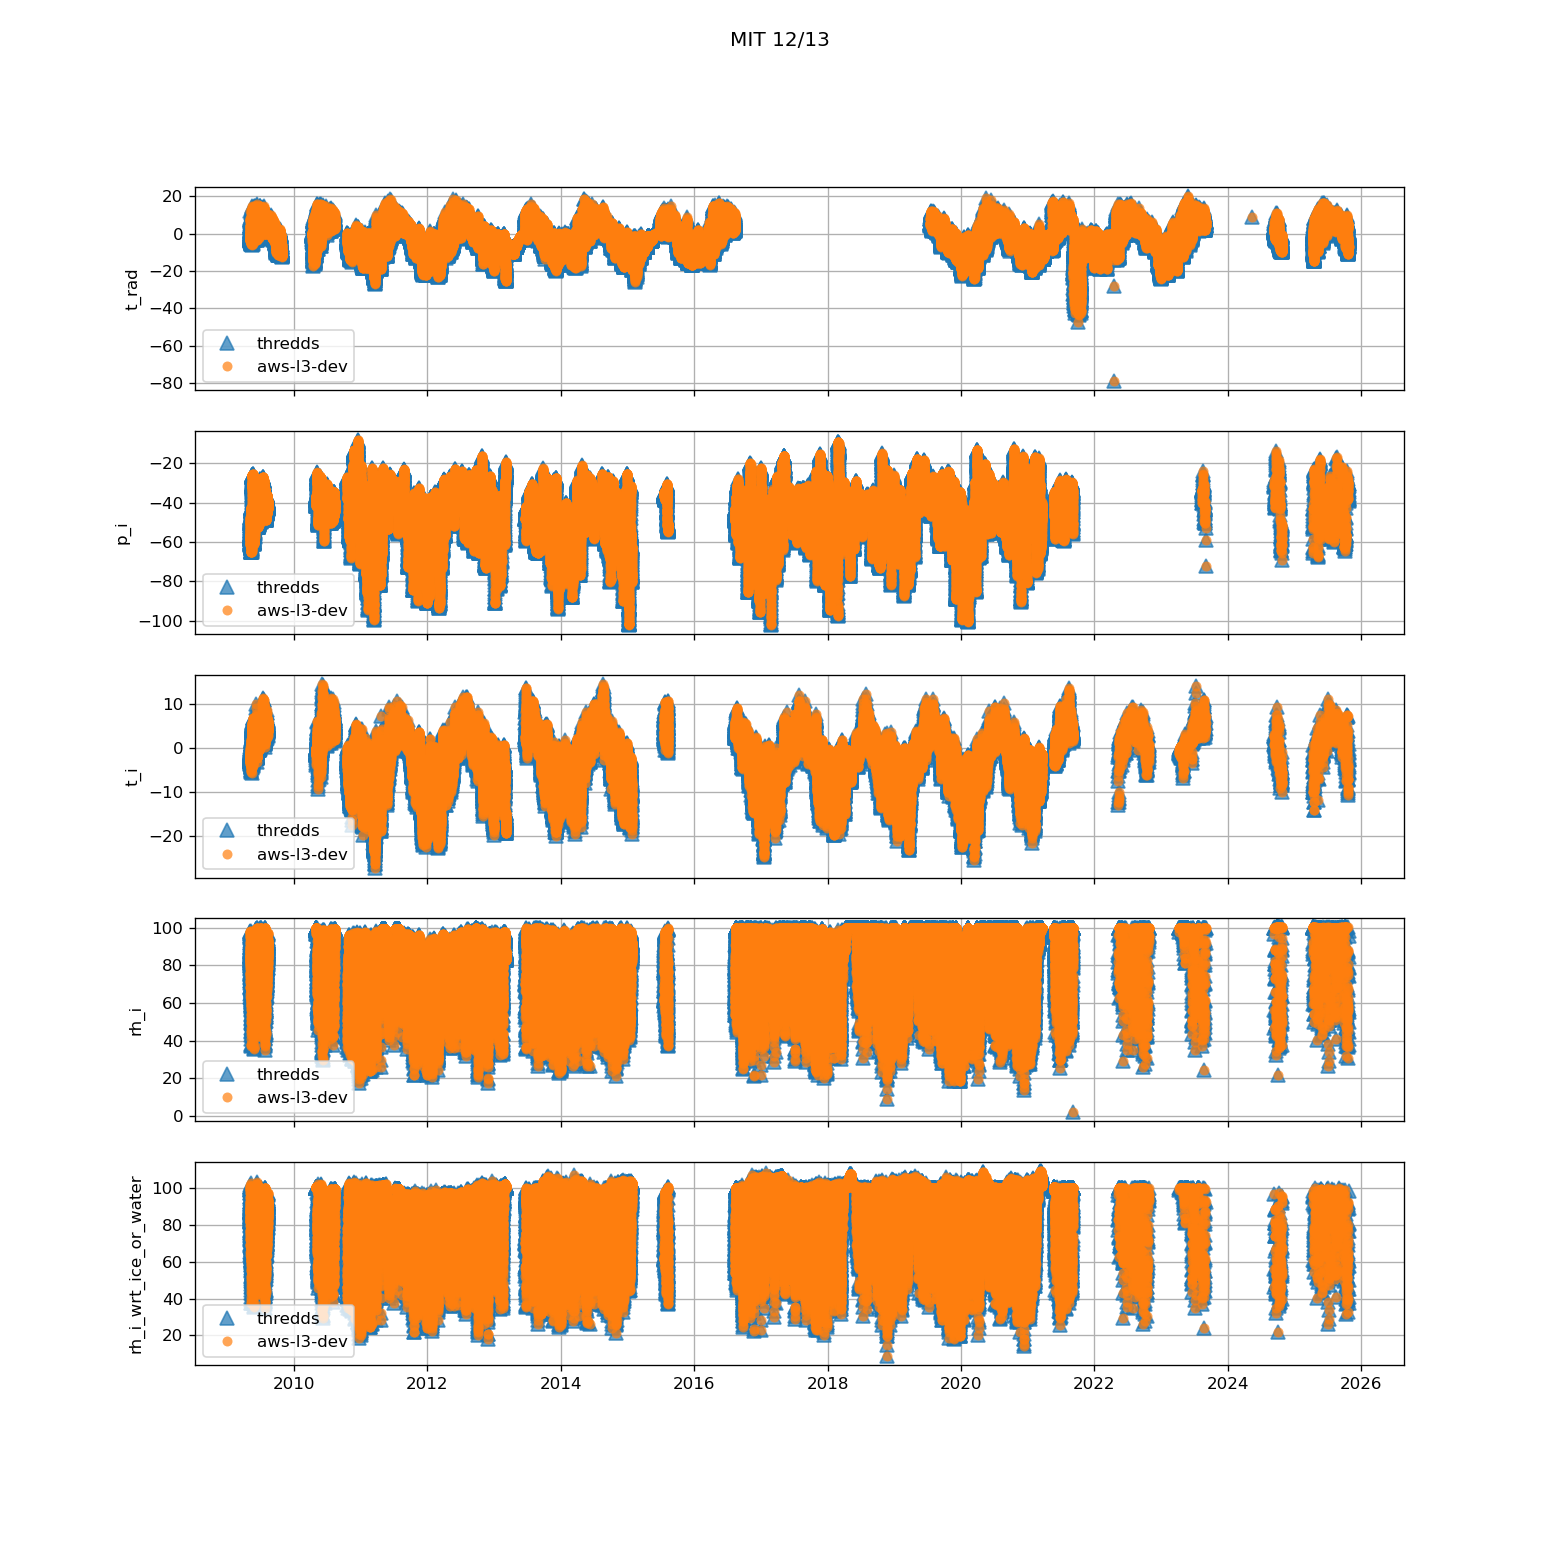 MIT 12/13
20
0
−20
−40
−60
−80
t_rad
thredds
aws-l3-dev
−20
−40
−60
−80
−100
p_i
thredds
aws-l3-dev
10
0
−10
−20
t_i
thredds
aws-l3-dev
100
80
60
40
20
0
rh_i
thredds
aws-l3-dev
100
80
60
40
20
rh_i_wrt_ice_or_water
thredds
aws-l3-dev
2010 2012 2014 2016 2018 2020 2022 2024 2026